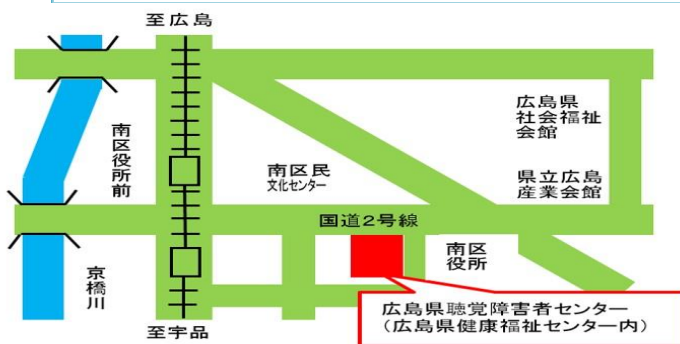 至広島
南区役所前
南区民
文化センター
広島県
社会福祉
会館
県立広島
産業会館
国道2号線
南区
役所
京橋川
至宇品
広島県聴覚障害者センター
（広島県健康福祉センター内）